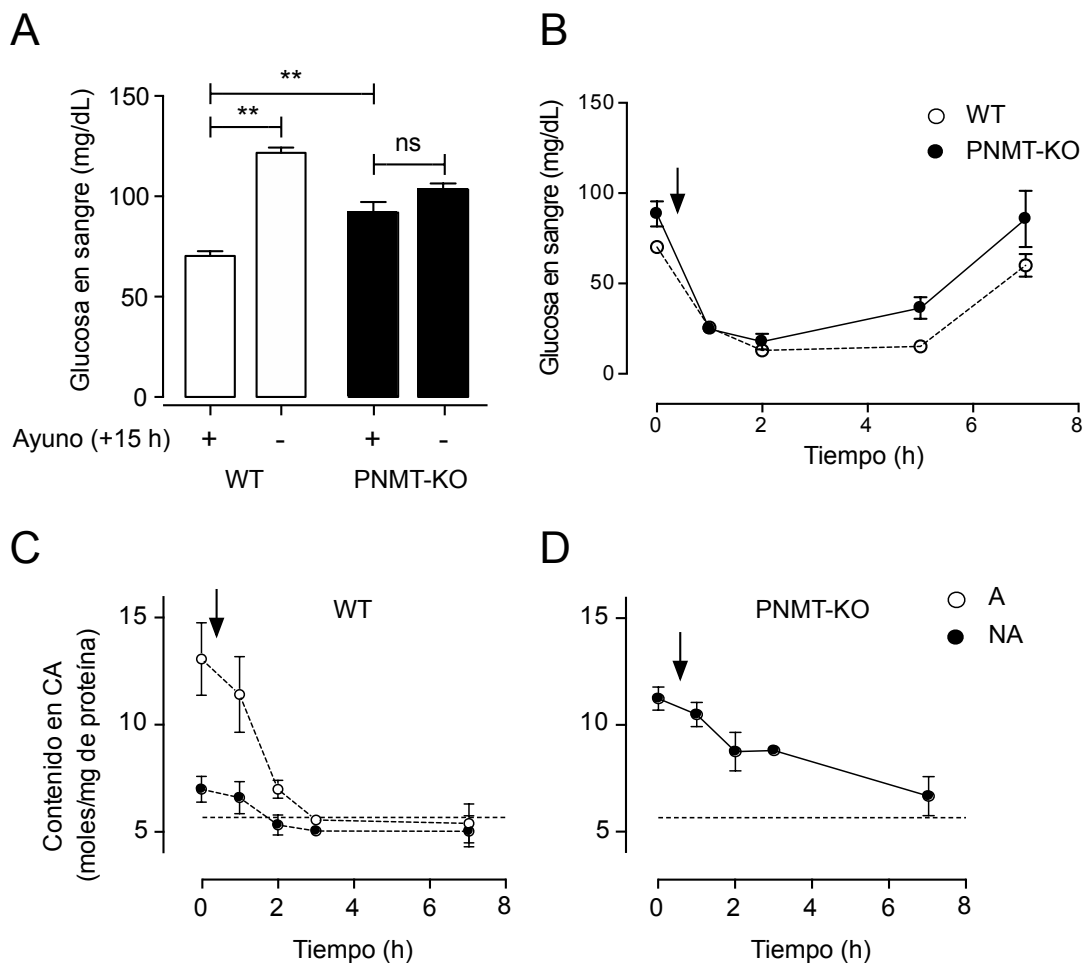 A
Glucosa en sangre (mg/dL)
150
100
50
0
**
**
ns
Ayuno (+15 h) + - + -
WT PNMT-KO
B
Glucosa en sangre (mg/dL)
150
100
50
0
WT
PNMT-KO
0 2 4 6 8
Tiempo (h)
C
Contenido en CA
(moles/mg de proteína)
15
10
5
WT
0 2 4 6 8
Tiempo (h)
D
15
10
5
PNMT-KO
A
NA
0 2 4 6 8
Tiempo (h)